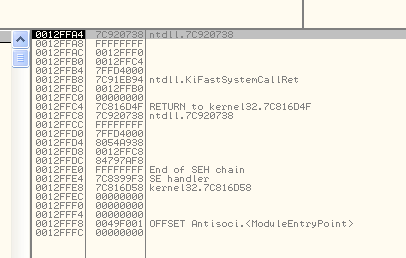 0012FFA4 7C920738 ntdll.7C920738
0012FFA8 FFFFFFFF
0012FFAC 0012FFF0
0012FFB0 0012FFC4
0012FFB4 7FFD4000
0012FFB8 7C91EB94 ntdll.KiFastSystemCallRet
0012FFBC 0012FFB0
0012FFC0 00000000
0012FFC4 7C816D4F RETURN to kernel32.7C816D4F
0012FFC8 7C920738 ntdll.7C920738
0012FFCC FFFFFFFF
0012FFD0 7FFD4000
0012FFD4 8054A938
0012FFD8 0012FFC8
0012FFDC 84797AF8
0012FFE0 FFFFFFFF End of SEH chain
0012FFE4 7C8399F3 SE handler
0012FFE8 7C816D58 kernel32.7C816D58
0012FFEC 00000000
0012FFF0 00000000
0012FFF4 00000000
0012FFF8 0049F001 OFFSET Antisoci.<ModuleEntryPoint>
0012FFFC 00000000